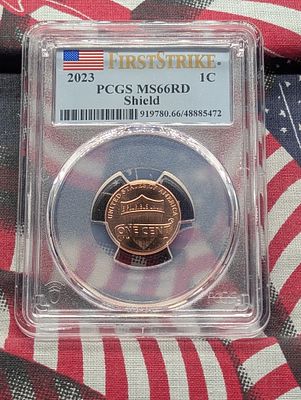 FIRSTSTRIKE®
2023 1C
PCGS MS66RD
Shield
919780.66/48885472
UNITED STATES OF AMERICA
ONE CENT